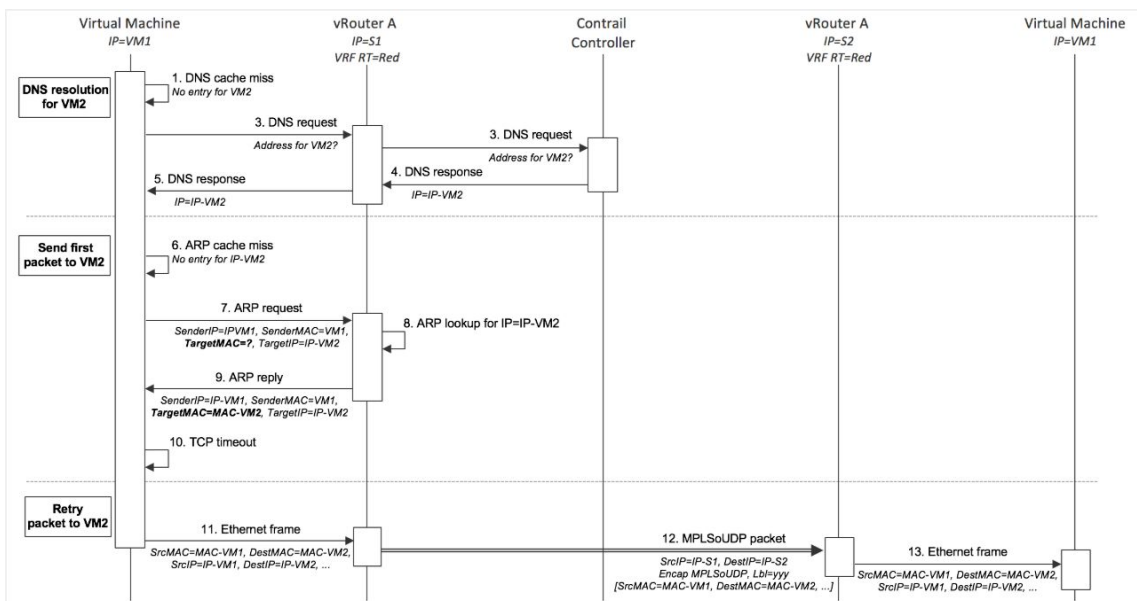 Virtual Machine
IP=VM1
vRouter A
IP=S1
VRF RT=Red
Contrail
Controller
vRouter A
IP=S2
VRF RT=Red
Virtual Machine
IP=VM1
DNS resolution
for VM2
1. DNS cache miss
No entry for VM2
3. DNS request
Address for VM2?
3. DNS request
Address for VM2?
4. DNS response
IP=IP-VM2
5. DNS response
IP=IP-VM2
Send first
packet to VM2
6. ARP cache miss
No entry for IP-VM2
7. ARP request
SenderIP=IPVM1, SenderMAC=VM1,
TargetMAC=?, TargetIP=IP-VM2
8. ARP lookup for IP=IP-VM2
9. ARP reply
SenderIP=IP-VM1, SenderMAC=VM1,
TargetMAC=MAC-VM2, TargetIP=IP-VM2
10. TCP timeout
Retry
packet to VM2
11. Ethernet frame
SrcMAC=MAC-VM1, DestMAC=MAC-VM2,
SrcIP=IP-VM1, DestIP=IP-VM2, ...
12. MPLSoUDP packet
SrcIP=IP-S1, DestIP=IP-S2
Encap MPLSoUDP, Lbl=yyy
[SrcMAC=MAC-VM1, DestMAC=MAC-VM2, ...]
13. Ethernet frame
SrcMAC=MAC-VM1, DestMAC=MAC-VM2,
SrcIP=IP-VM1, DestIP=IP-VM2, ...